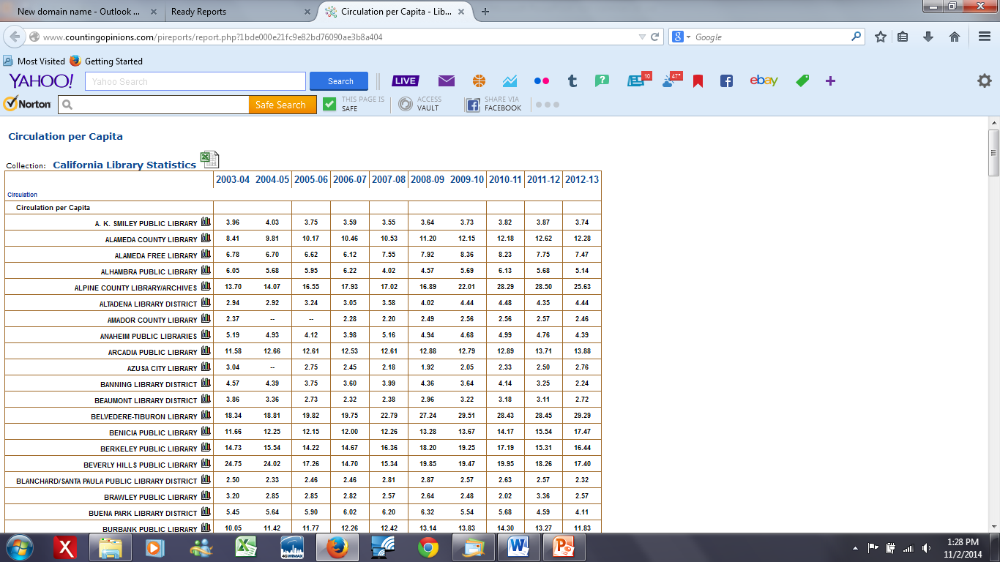 New domain name - Outlook ... Ready Reports Circulation per Capita - Lib...
www.countingopinions.com/pireports/report.php?1bde000e21fc9e82bd76090ae3b8a404 Google
Most Visited Getting Started
YAHOO! Yahoo Search Search LIVE 10 47° ebay
Norton Safe Search THIS PAGE IS SAFE ACCESS VAULT SHARE VIA FACEBOOK
Circulation per Capita
Collection: California Library Statistics
2003-04 2004-05 2005-06 2006-07 2007-08 2008-09 2009-10 2010-11 2011-12 2012-13
Circulation
Circulation per Capita
A. K. SMILEY PUBLIC LIBRARY 3.96 4.03 3.75 3.59 3.55 3.64 3.73 3.82 3.87 3.74
ALAMEDA COUNTY LIBRARY 8.41 9.81 10.17 10.46 10.53 11.20 12.15 12.18 12.62 12.28
ALAMEDA FREE LIBRARY 6.78 6.70 6.62 6.12 7.55 7.92 8.36 8.23 7.75 7.47
ALHAMBRA PUBLIC LIBRARY 6.05 5.68 5.95 6.22 4.02 4.57 5.69 6.13 5.68 5.14
ALPINE COUNTY LIBRARY/ARCHIVES 13.70 14.07 16.55 17.93 17.02 16.89 22.01 28.29 28.50 25.63
ALTADENA LIBRARY DISTRICT 2.94 2.92 3.24 3.05 3.58 4.02 4.44 4.48 4.35 4.44
AMADOR COUNTY LIBRARY 2.37 -- -- 2.28 2.20 2.49 2.56 2.56 2.57 2.46
ANAHEIM PUBLIC LIBRARIES 5.19 4.93 4.12 3.98 5.16 4.94 4.68 4.99 4.76 4.39
ARCADIA PUBLIC LIBRARY 11.58 12.66 12.61 12.53 12.61 12.88 12.79 12.89 13.71 13.88
AZUSA CITY LIBRARY 3.04 -- 2.75 2.45 2.18 1.92 2.05 2.33 2.50 2.76
BANNING LIBRARY DISTRICT 4.57 4.39 3.75 3.60 3.99 4.36 3.64 4.14 3.25 2.24
BEAUMONT LIBRARY DISTRICT 3.86 3.36 2.73 2.32 2.38 2.96 3.22 3.18 3.11 2.72
BELVEDERE-TIBURON LIBRARY 18.34 18.81 19.82 19.75 22.79 27.24 29.51 28.43 28.45 29.29
BENICIA PUBLIC LIBRARY 11.66 12.25 12.15 12.00 12.26 13.28 13.67 14.17 15.54 17.47
BERKELEY PUBLIC LIBRARY 14.73 15.54 14.22 14.67 16.36 18.20 19.25 17.19 15.31 16.44
BEVERLY HILLS PUBLIC LIBRARY 24.75 24.02 17.26 14.70 15.34 19.85 19.47 19.95 18.26 17.40
BLANCHARD/SANTA PAULA PUBLIC LIBRARY DISTRICT 2.50 2.33 2.46 2.46 2.81 2.87 2.57 2.63 2.57 2.32
BRAWLEY PUBLIC LIBRARY 3.20 2.85 2.85 2.82 2.57 2.64 2.48 2.02 3.36 2.57
BUENA PARK LIBRARY DISTRICT 5.45 5.64 5.90 6.02 6.20 6.32 5.54 5.68 4.59 4.11
BURBANK PUBLIC LIBRARY 10.05 11.42 11.77 12.26 12.42 13.14 13.83 14.30 13.27 11.83
4GWIMAX
1:28 PM
11/2/2014